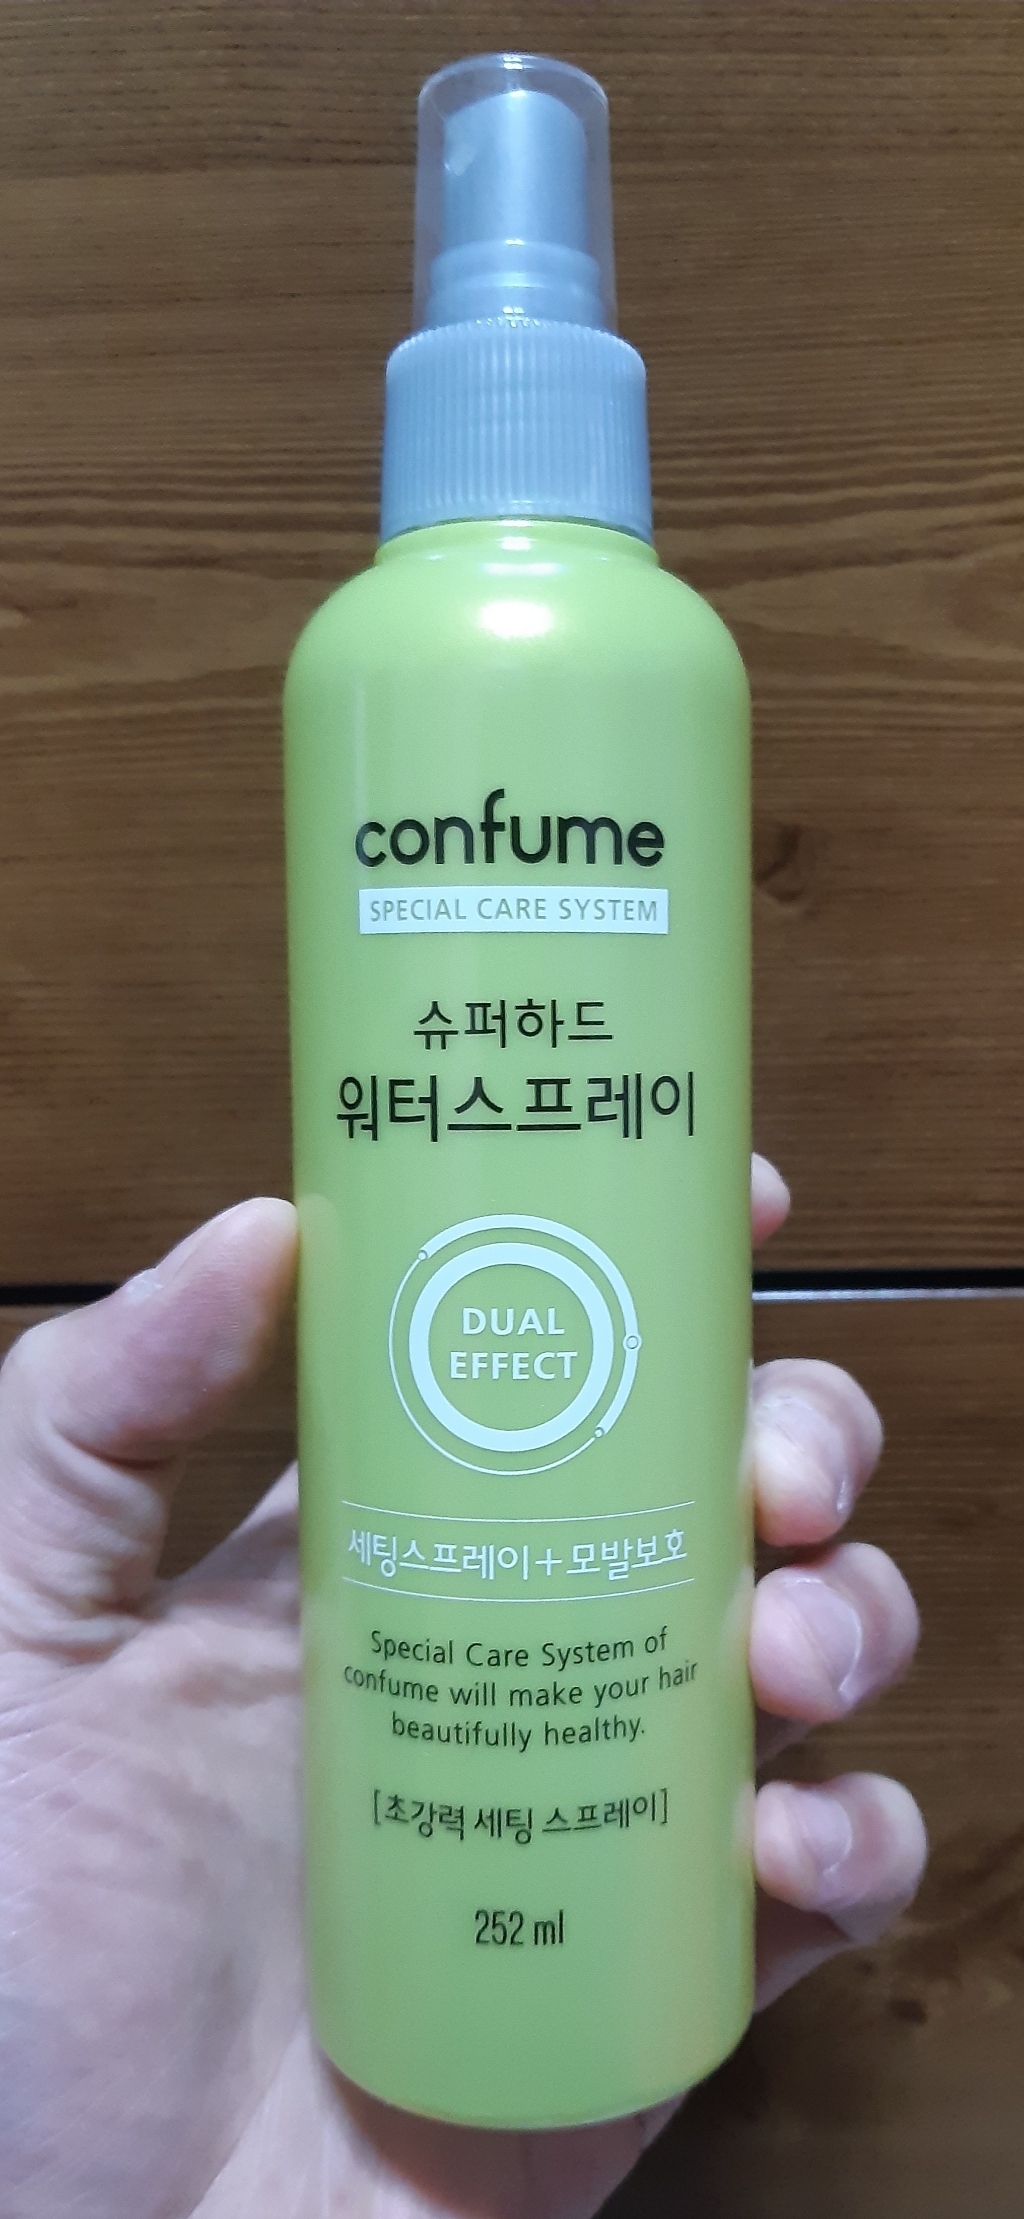 confume
SPECIAL CARE SYSTEM
슈퍼하드
워터스프레이
DUAL
EFFECT
세팅스프레이+모발보호
Special Care System of
confume will make your hair
beautifully healthy.
[초강력 세팅 스프레이]
252 ml